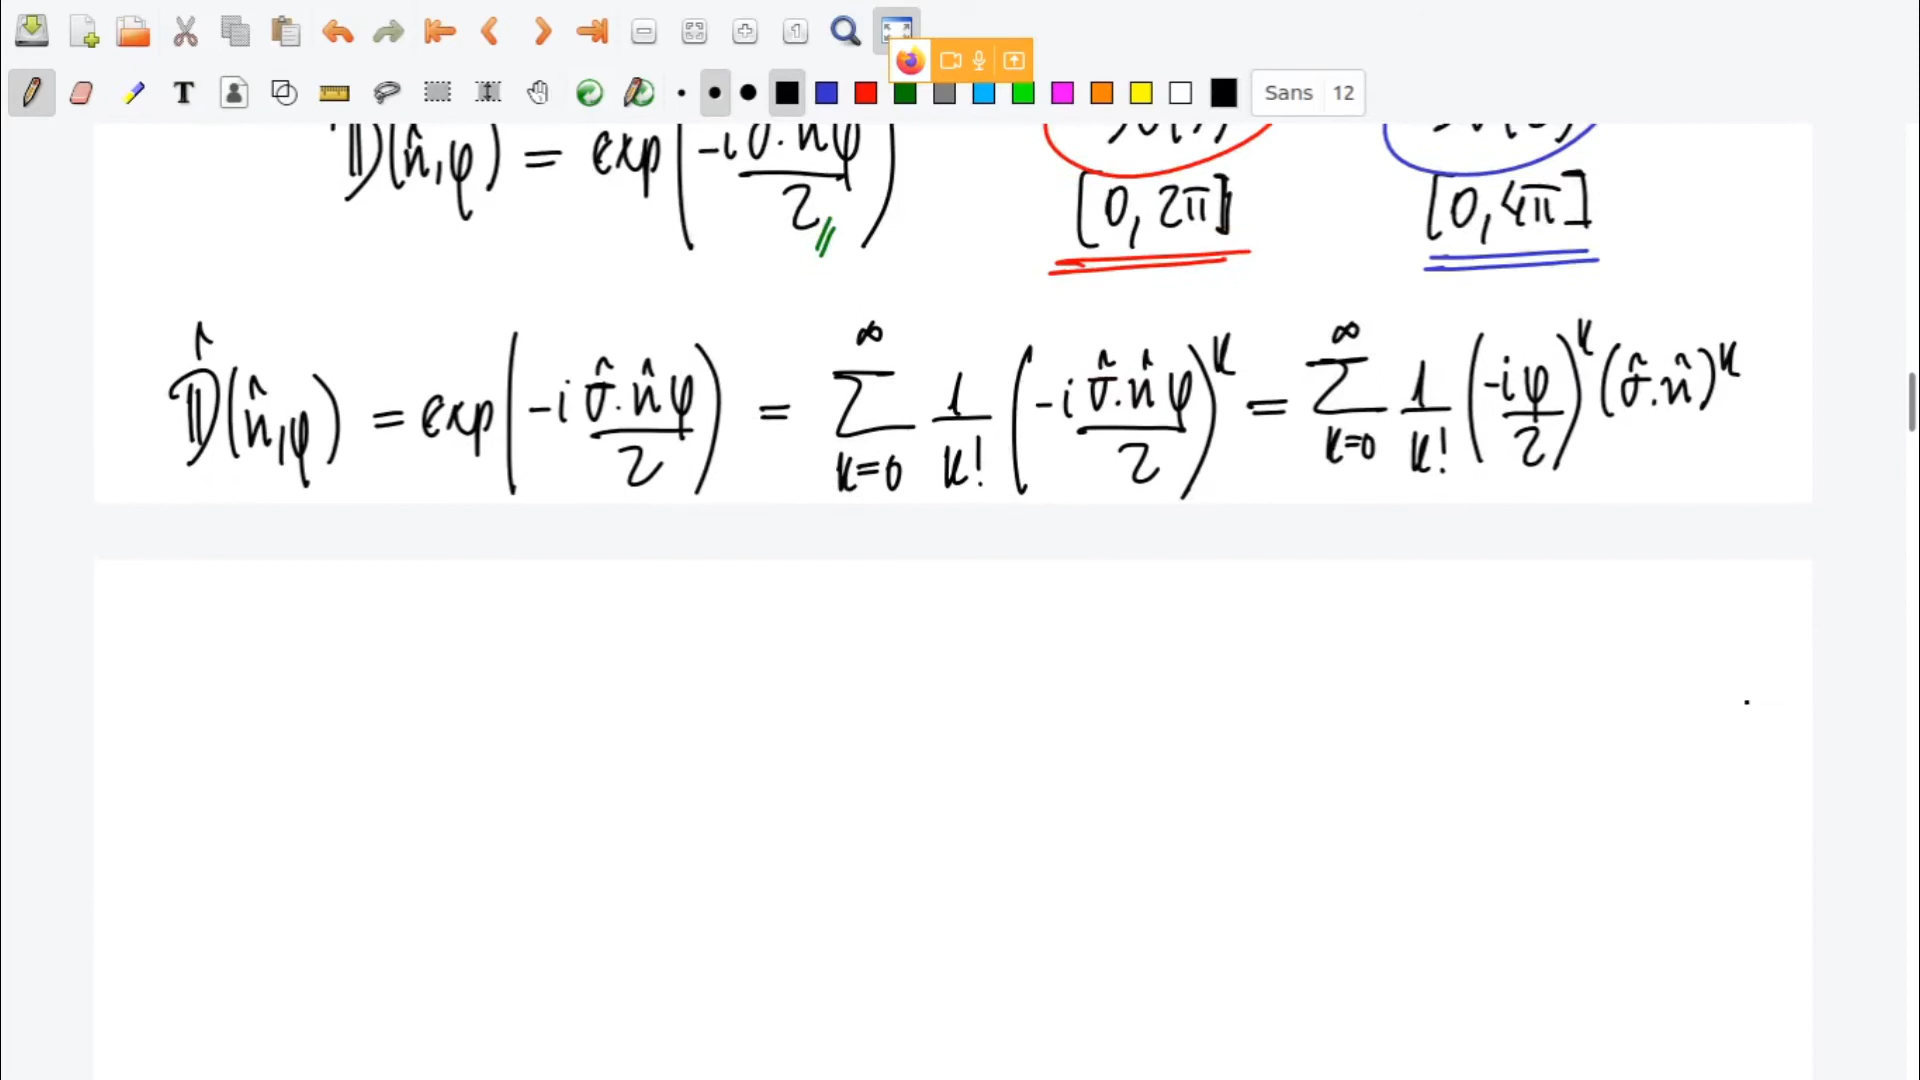 T Sans 12
D(n̂,φ) = exp(-i σ̂·n̂φ/2)
[0, 2π] [0, 4π]
D̂(n̂,φ) = exp(-i σ̂·n̂φ/2) = ∑_{k=0}^{∞} 1/k! (-i σ̂·n̂φ/2)^k = ∑_{k=0}^{∞} 1/k! (-iφ/2)^k (σ̂·n̂)^k